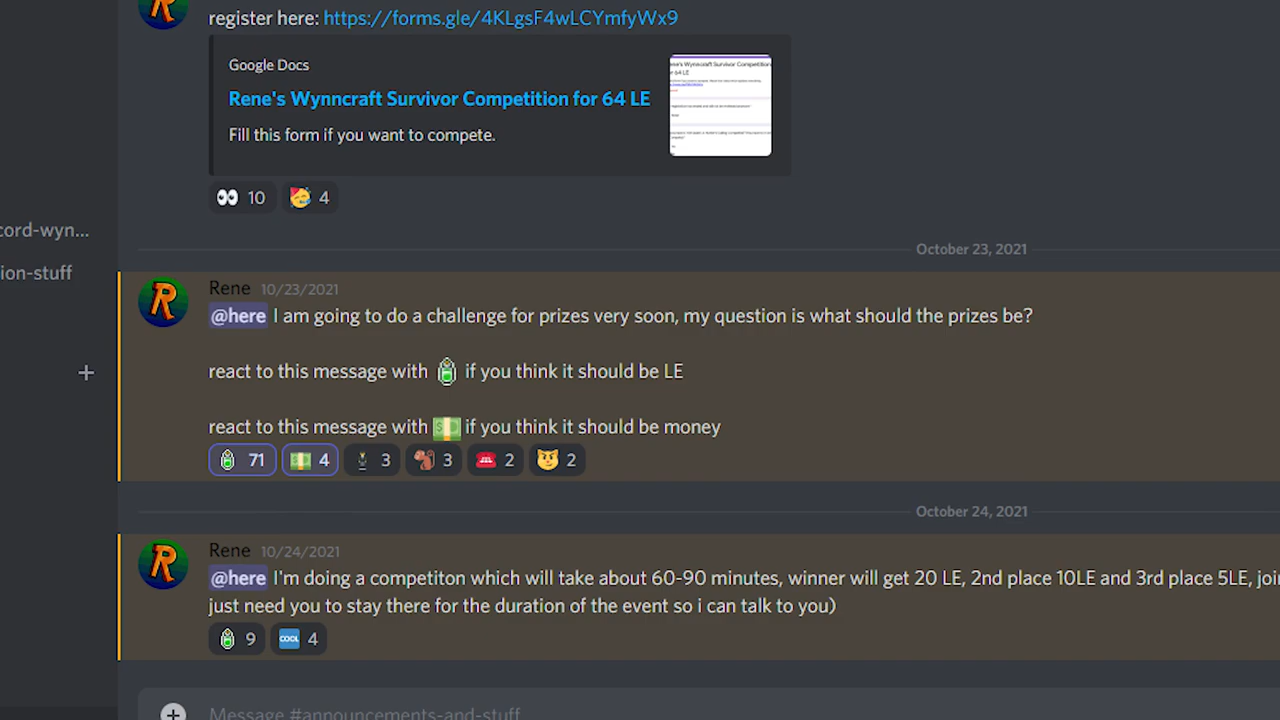 register here: https://forms.gle/4KLgsF4wLCYmfyWx9
Google Docs
Rene's Wynncraft Survivor Competition for 64 LE
Fill this form if you want to compete.
10 4
cord-wyn...
ion-stuff
October 23, 2021
Rene 10/23/2021
@here I am going to do a challenge for prizes very soon, my question is what should the prizes be?
react to this message with if you think it should be LE
react to this message with if you think it should be money
71 4 3 3 2 2
October 24, 2021
Rene 10/24/2021
@here I'm doing a competiton which will take about 60-90 minutes, winner will get 20 LE, 2nd place 10LE and 3rd place 5LE, joi
just need you to stay there for the duration of the event so i can talk to you)
9 COOL 4
Message #announcements-and-stuff